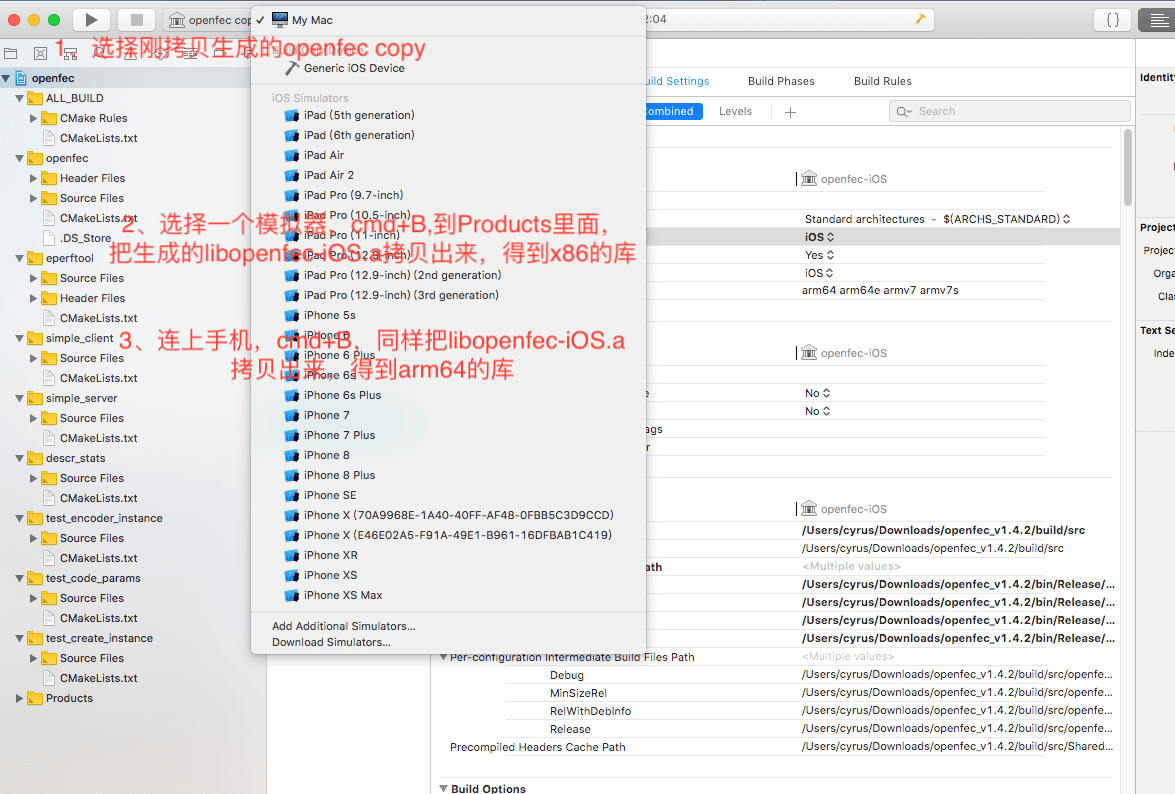 openfec cop
My Mac
2:04
{ }
1、选择刚拷贝生成的openfec copy
Generic iOS Device
openfec
ALL_BUILD
CMake Rules
CMakeLists.txt
openfec
Header Files
Source Files
CMakeLists.txt
.DS_Store
eperftool
Source Files
Header Files
CMakeLists.txt
simple_client
Source Files
CMakeLists.txt
simple_server
Source Files
CMakeLists.txt
descr_stats
Source Files
CMakeLists.txt
test_encoder_instance
Source Files
CMakeLists.txt
test_code_params
Source Files
CMakeLists.txt
test_create_instance
Source Files
CMakeLists.txt
Products
iOS Simulators
iPad (5th generation)
iPad (6th generation)
iPad Air
iPad Air 2
iPad Pro (9.7-inch)
iPad Pro (10.5-inch)
2、选择一个模拟器，cmd+B,到Products里面，
iPad Pro (11-inch)
把生成的libopenfec-iOS.a拷贝出来，得到x86的库
iPad Pro (12.9-inch)
iPad Pro (12.9-inch) (2nd generation)
iPad Pro (12.9-inch) (3rd generation)
iPhone 5s
iPhone 6
3、连上手机，cmd+B，同样把libopenfec-iOS.a
iPhone 6 Plus
拷贝出来，得到arm64的库
iPhone 6s
iPhone 6s Plus
iPhone 7
iPhone 7 Plus
iPhone 8
iPhone 8 Plus
iPhone SE
iPhone X (70A9968E-1A40-40FF-AF48-0FBB5C3D9CCD)
iPhone X (E46E02A5-F91A-49E1-B961-16DFBAB1C419)
iPhone XR
iPhone XS
iPhone XS Max
Add Additional Simulators...
Download Simulators...
uild Settings Build Phases Build Rules
ombined Levels Search
openfec-iOS
Standard architectures - $(ARCHS_STANDARD)
iOS
Yes
iOS
arm64 arm64e armv7 armv7s
openfec-iOS
e No
No
ags
r
openfec-iOS
/Users/cyrus/Downloads/openfec_v1.4.2/build/src
/Users/cyrus/Downloads/openfec_v1.4.2/build/src
ath <Multiple values>
/Users/cyrus/Downloads/openfec_v1.4.2/bin/Release/...
/Users/cyrus/Downloads/openfec_v1.4.2/bin/Release/...
/Users/cyrus/Downloads/openfec_v1.4.2/bin/Release/...
/Users/cyrus/Downloads/openfec_v1.4.2/bin/Release/...
Per-configuration Intermediate Build Files Path <Multiple values>
Debug /Users/cyrus/Downloads/openfec_v1.4.2/build/src/openfe...
MinSizeRel /Users/cyrus/Downloads/openfec_v1.4.2/build/src/openfe...
RelWithDebInfo /Users/cyrus/Downloads/openfec_v1.4.2/build/src/openfe...
Release /Users/cyrus/Downloads/openfec_v1.4.2/build/src/openfe...
Precompiled Headers Cache Path /Users/cyrus/Downloads/openfec_v1.4.2/build/src/Shared...
Build Options
Identity
Project
Project
Orga
Clas
Text Se
Inde